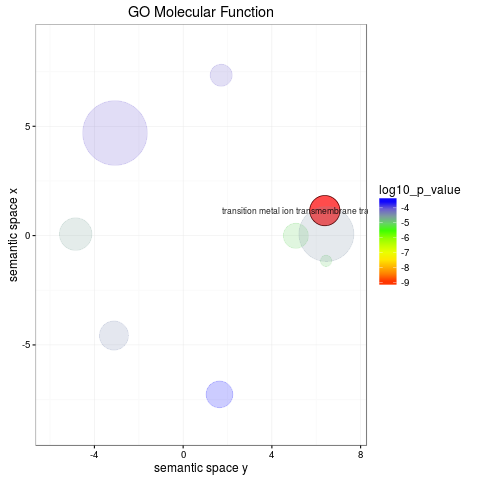 GO Molecular Function
semantic space x
5
0
-5
transition metal ion transmembrane tra
-4
0
4
8
semantic space y
log10_p_value
-4
-5
-6
-7
-8
-9